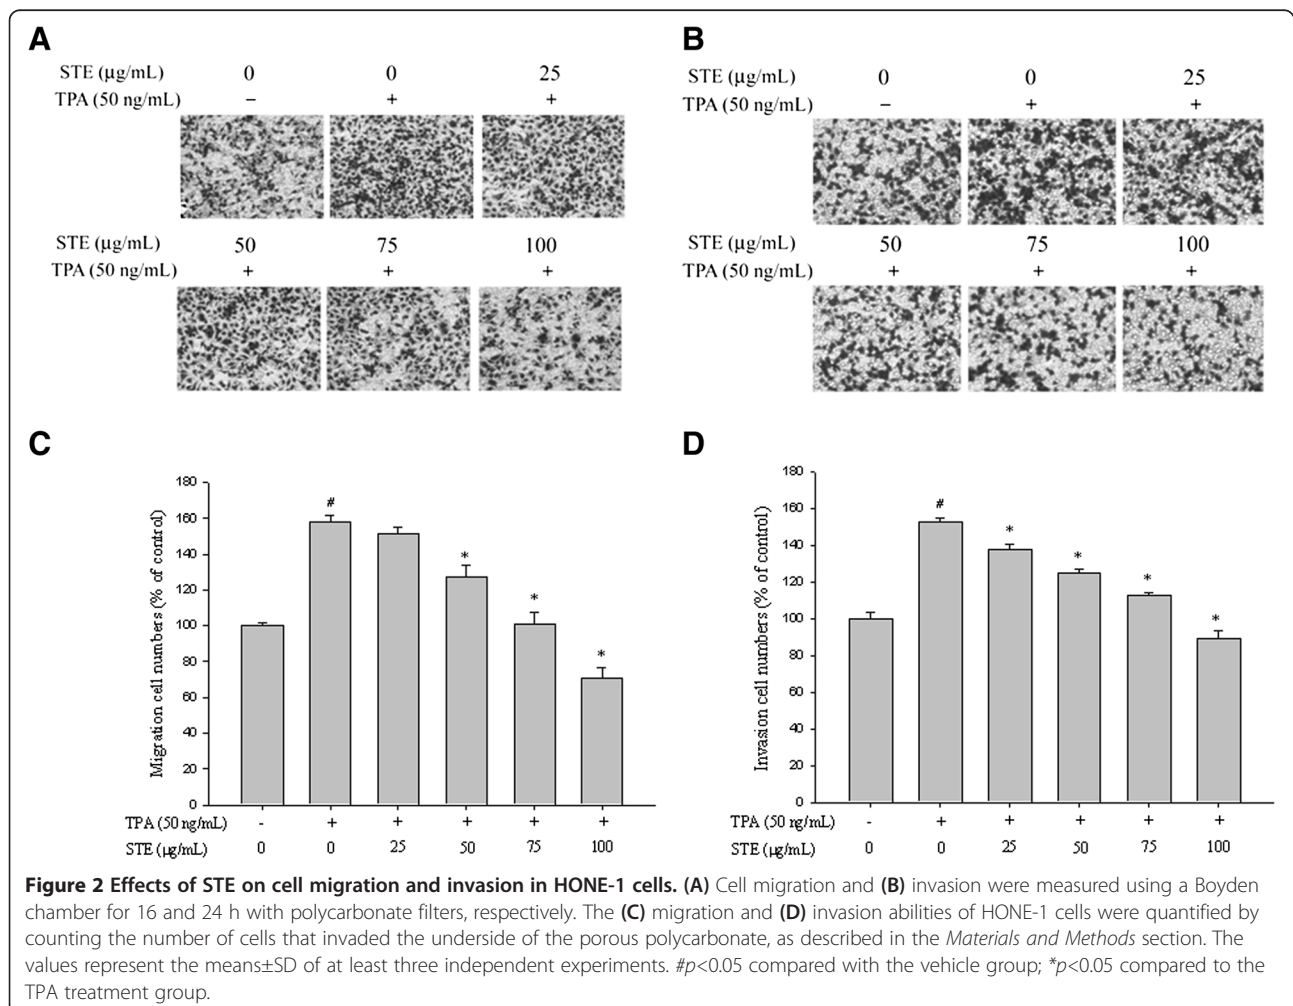 A
STE (µg/mL) 0 0 25
TPA (50 ng/mL) – + +
STE (µg/mL) 50 75 100
TPA (50 ng/mL) + + +
B
STE (µg/mL) 0 0 25
TPA (50 ng/mL) – + +
STE (µg/mL) 50 75 100
TPA (50 ng/mL) + + +
C
Migration cell numbers (% of control)
180
160
140
120
100
80
60
40
20
0
# * * *
TPA (50 ng/mL) - + + + + +
STE (µg/mL) 0 0 25 50 75 100
D
Invasion cell numbers (% of control)
180
160
140
120
100
80
60
40
20
0
# * * * *
TPA (50 ng/mL) - + + + + +
STE (µg/mL) 0 0 25 50 75 100
Figure 2 Effects of STE on cell migration and invasion in HONE-1 cells. (A) Cell migration and (B) invasion were measured using a Boyden
chamber for 16 and 24 h with polycarbonate filters, respectively. The (C) migration and (D) invasion abilities of HONE-1 cells were quantified by
counting the number of cells that invaded the underside of the porous polycarbonate, as described in the Materials and Methods section. The
values represent the means±SD of at least three independent experiments. #p<0.05 compared with the vehicle group; *p<0.05 compared to the
TPA treatment group.